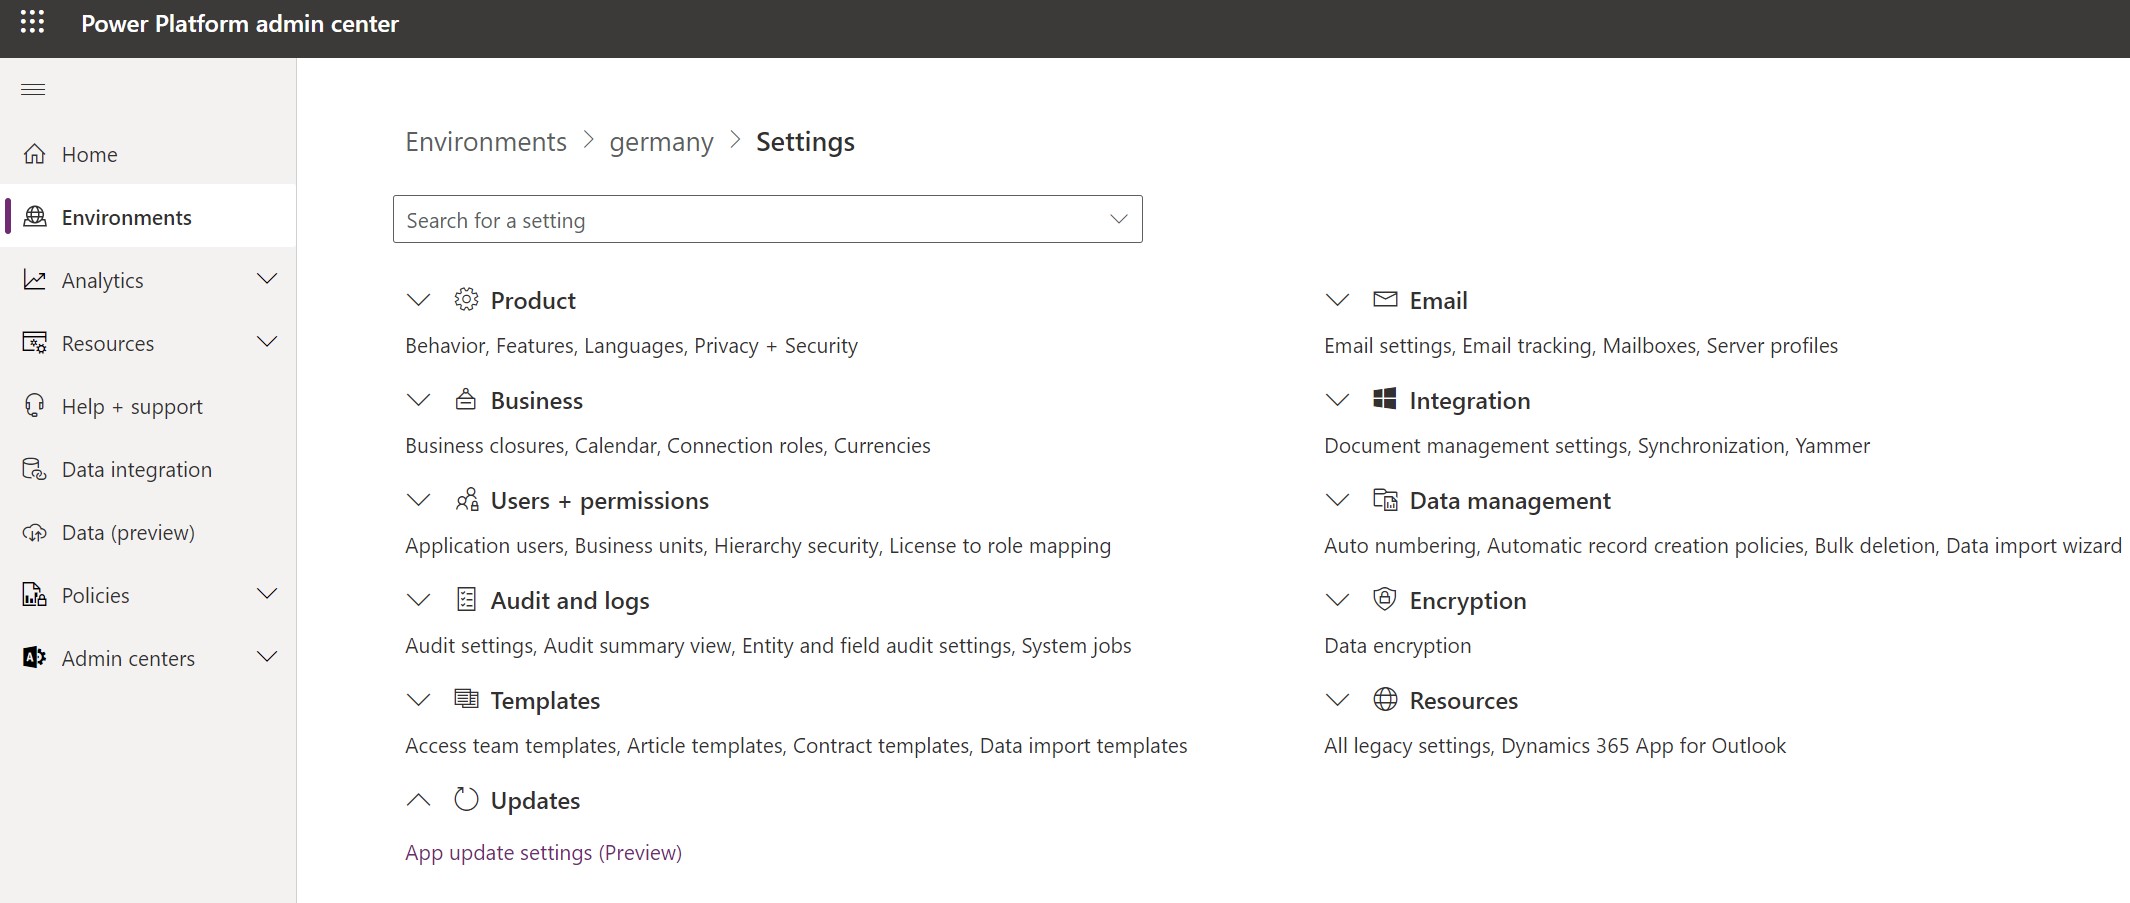 Power Platform admin center
Home
Environments
Analytics
Resources
Help + support
Data integration
Data (preview)
Policies
Admin centers
Environments > germany > Settings
Search for a setting
Product
Behavior, Features, Languages, Privacy + Security
Business
Business closures, Calendar, Connection roles, Currencies
Users + permissions
Application users, Business units, Hierarchy security, License to role mapping
Audit and logs
Audit settings, Audit summary view, Entity and field audit settings, System jobs
Templates
Access team templates, Article templates, Contract templates, Data import templates
Updates
App update settings (Preview)
Email
Email settings, Email tracking, Mailboxes, Server profiles
Integration
Document management settings, Synchronization, Yammer
Data management
Auto numbering, Automatic record creation policies, Bulk deletion, Data import wizard
Encryption
Data encryption
Resources
All legacy settings, Dynamics 365 App for Outlook